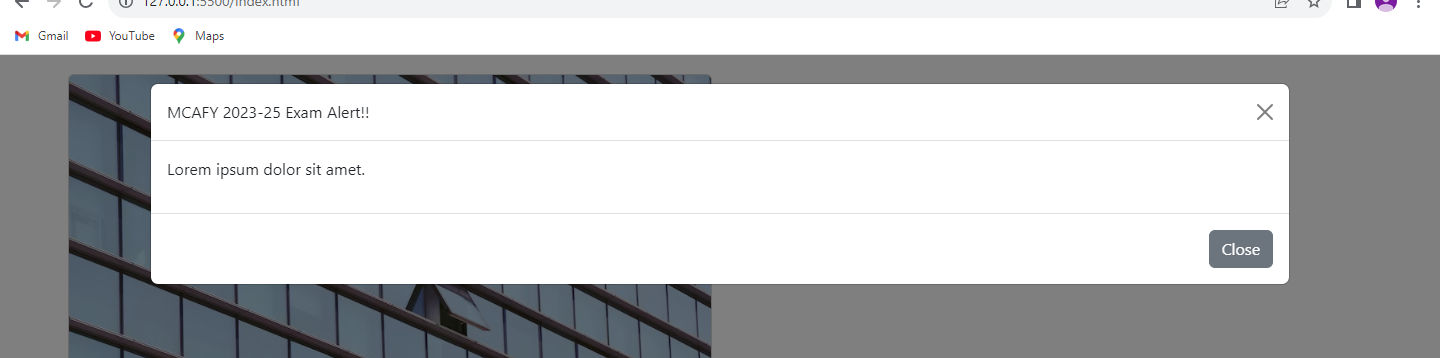 127.0.0.1:5500/index.html
Gmail YouTube Maps
MCAFY 2023-25 Exam Alert!!
Lorem ipsum dolor sit amet.
Close